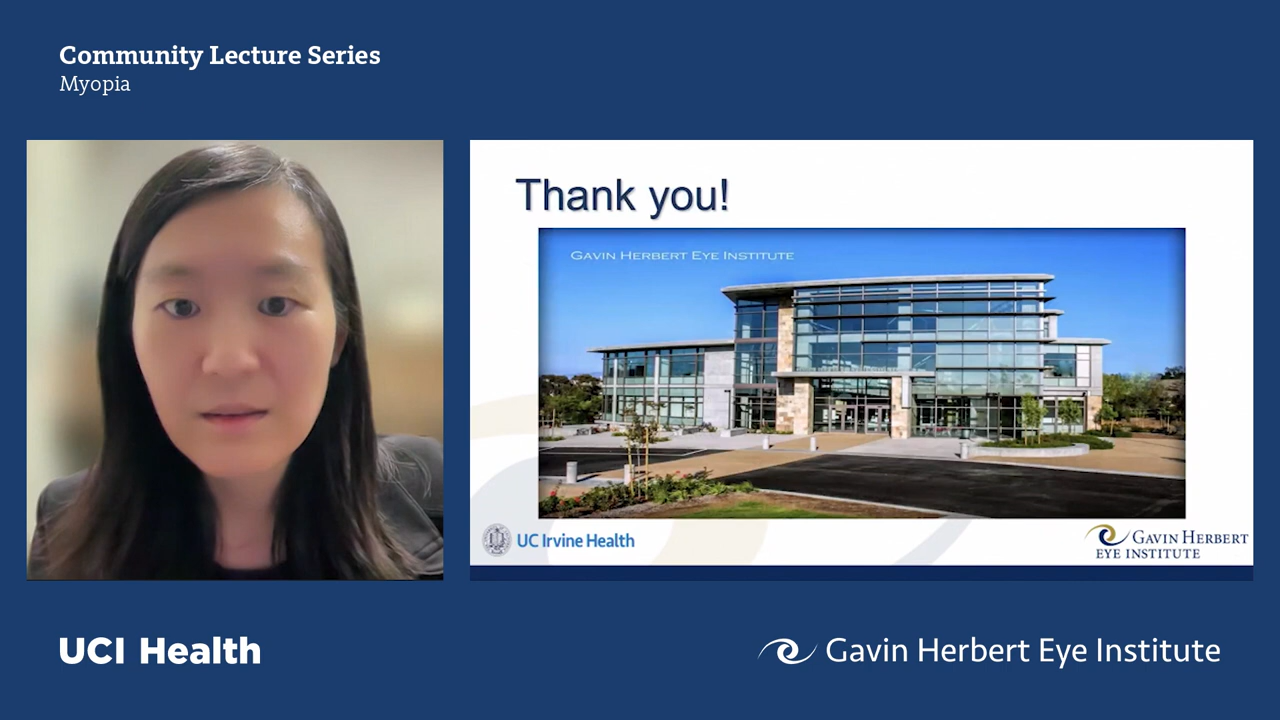 Community Lecture Series
Myopia
Thank you!
GAVIN HERBERT EYE INSTITUTE
UC Irvine Health
GAVIN HERBERT
EYE INSTITUTE
UCI Health
Gavin Herbert Eye Institute